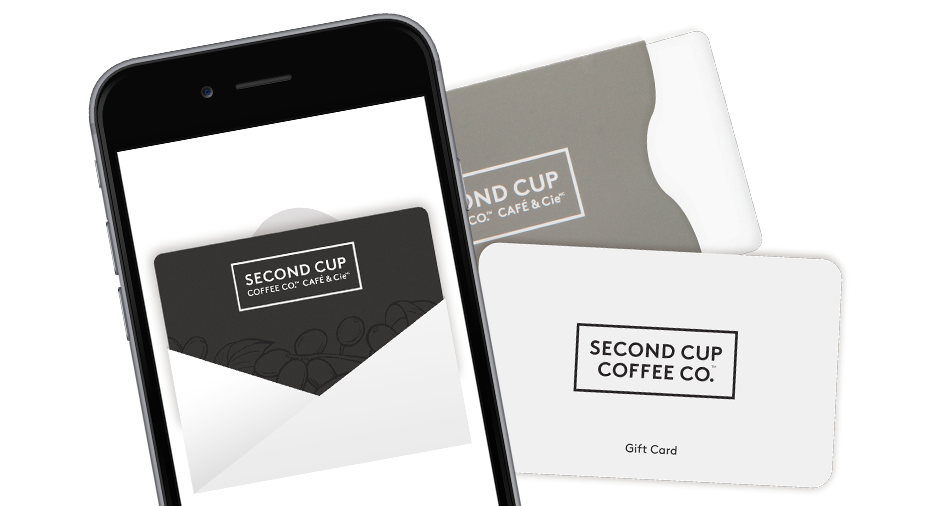 SECOND CUP
COFFEE CO.™ CAFÉ & Cie™
OND CUP
CO.™ CAFÉ & Cie
SECOND CUP
COFFEE CO.™
Gift Card